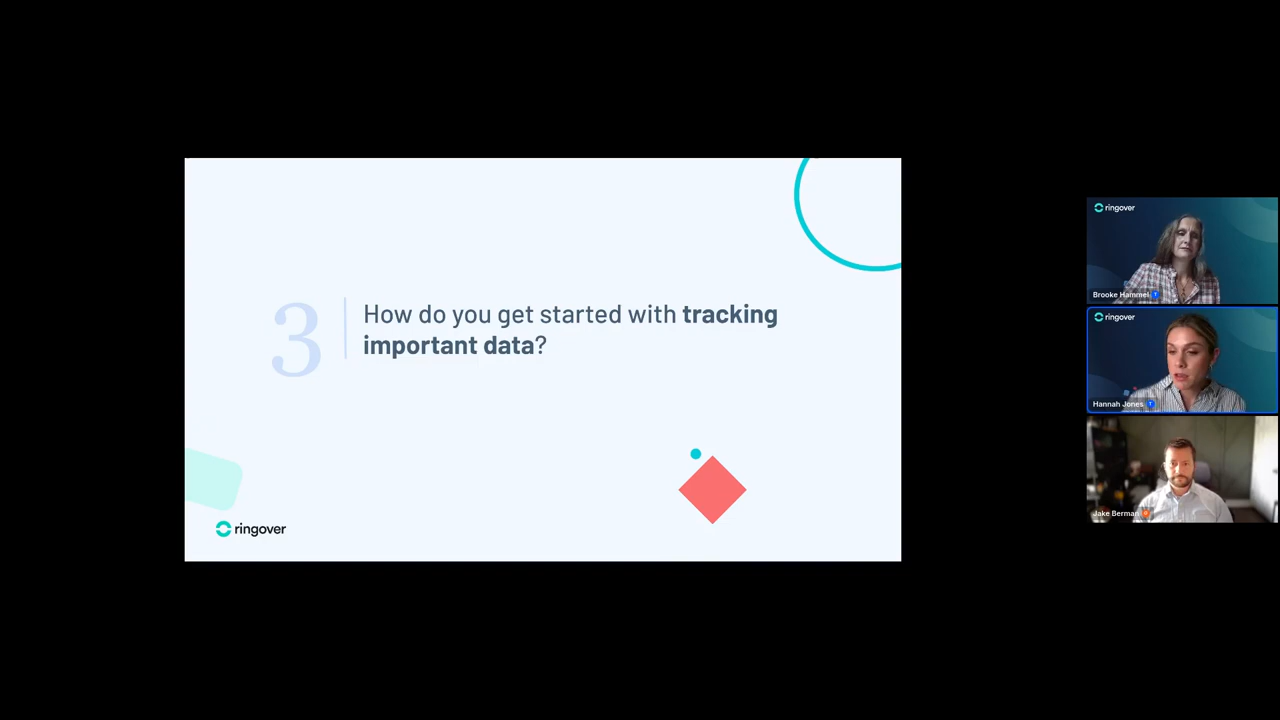 3
How do you get started with tracking
important data?
ringover
ringover
Brooke Hammel
ringover
Hannah Jones
Jake Berman